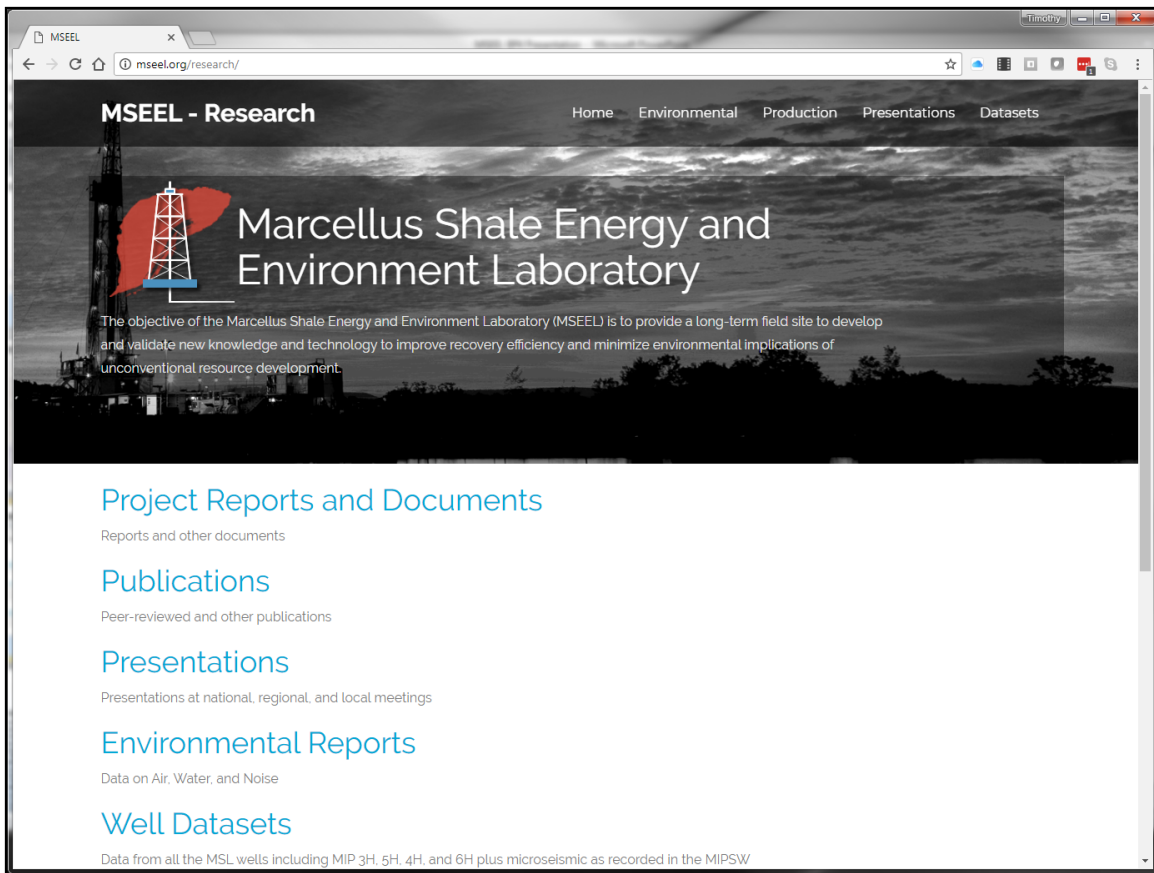 Timothy
MSEEL
mseel.org/research/
1
MSEEL - Research
Home Environmental Production Presentations Datasets
Marcellus Shale Energy and
Environment Laboratory
The objective of the Marcellus Shale Energy and Environment Laboratory (MSEEL) is to provide a long-term field site to develop
and validate new knowledge and technology to improve recovery efficiency and minimize environmental implications of
unconventional resource development.
Project Reports and Documents
Reports and other documents
Publications
Peer-reviewed and other publications
Presentations
Presentations at national, regional, and local meetings
Environmental Reports
Data on Air, Water, and Noise
Well Datasets
Data from all the MSL wells including MIP 3H, 5H, 4H, and 6H plus microseismic as recorded in the MIPSW